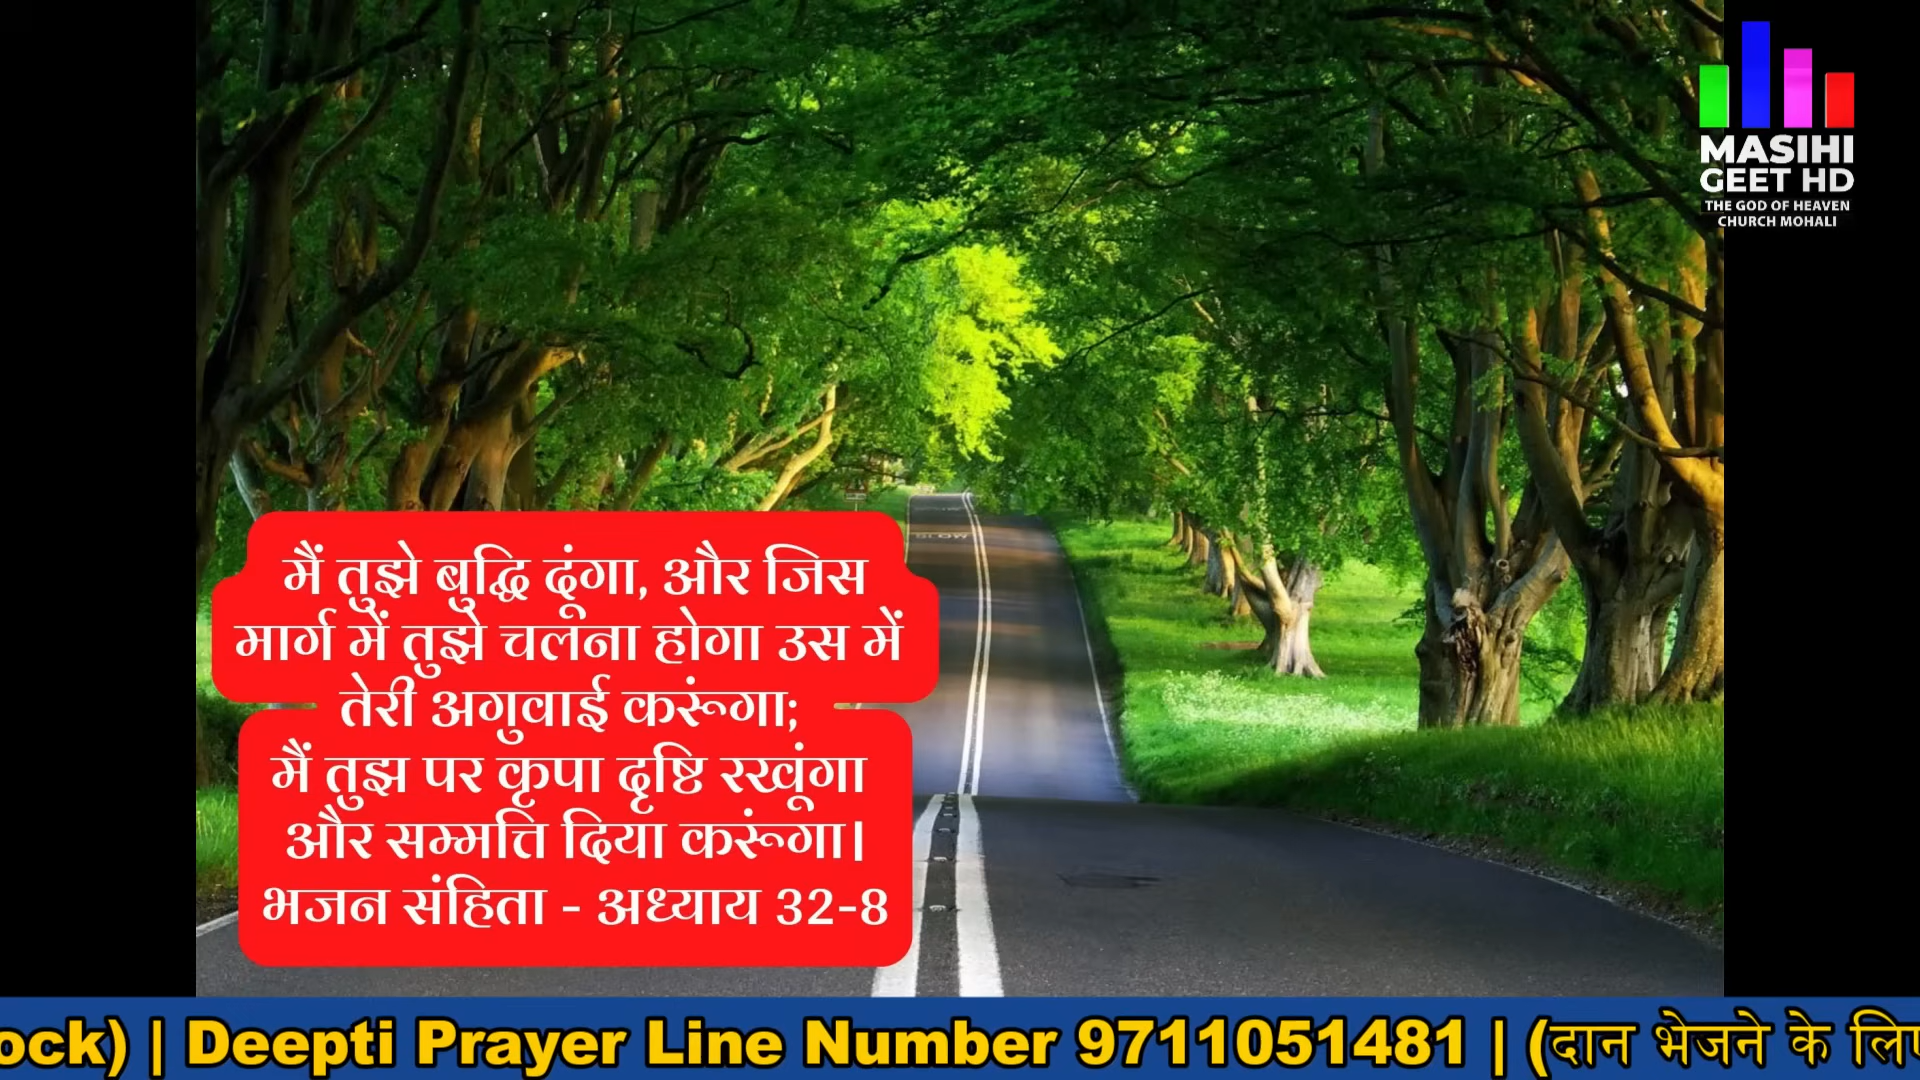 MASIHI
GEET HD
THE GOD OF HEAVEN
CHURCH MOHALI
SLOW
मैं तुझे बुद्धि दूंगा, और जिस
मार्ग में तुझे चलना होगा उस में
तेरी अगुवाई करूंगा;
मैं तुझ पर कृपा दृष्टि रखूंगा
और सम्मत्ति दिया करूंगा।
भजन संहिता - अध्याय 32-8
ock) | Deepti Prayer Line Number 9711051481 | (दान भेजने के